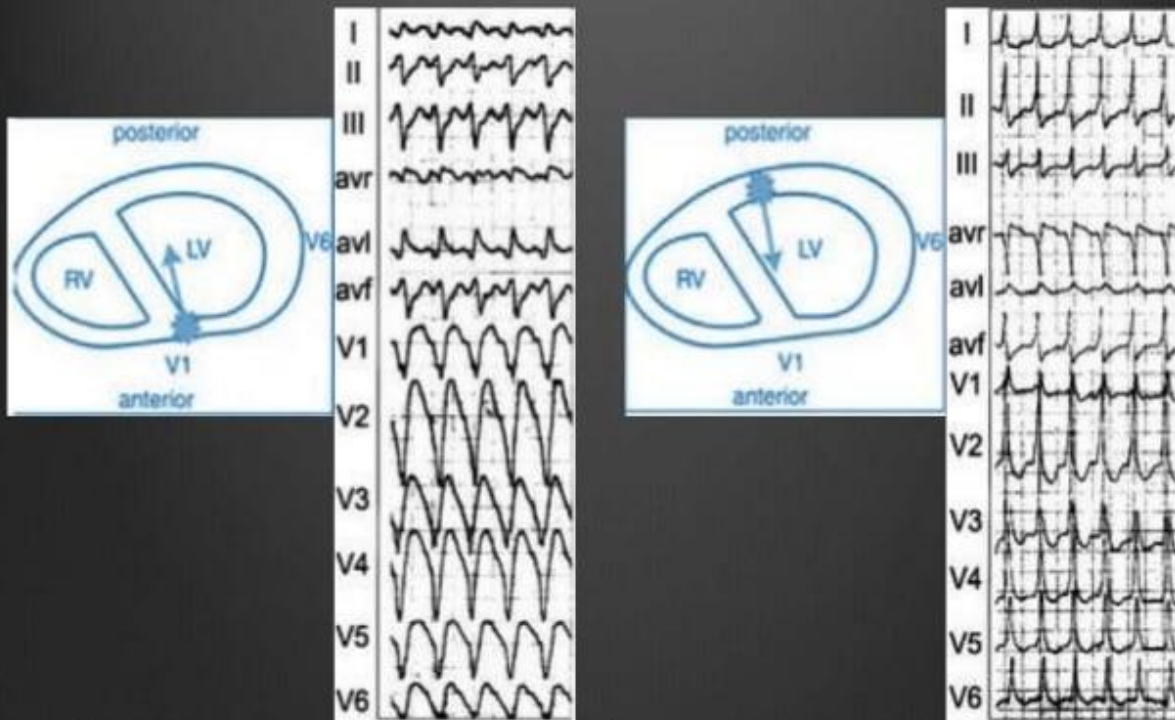 posterior
LV
V6
RV
V1
anterior
I
II
III
avr
avl
avf
V1
V2
V3
V4
V5
V6
posterior
LV
V6
RV
V1
anterior
I
II
III
avr
avl
avf
V1
V2
V3
V4
V5
V6